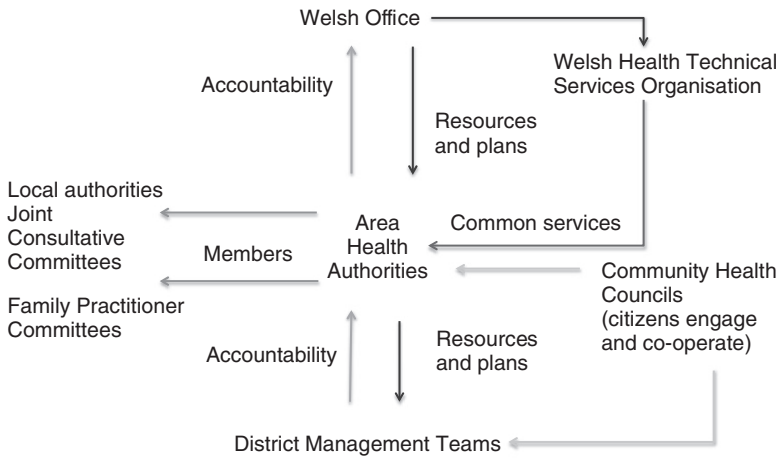 Welsh Office
Welsh Health Technical
Services Organisation
Accountability
Resources
and plans
Local authorities
Joint
Consultative
Committees
Members
Family Practitioner
Committees
Area
Health
Authorities
Common services
Community Health
Councils
(citizens engage
and co-operate)
Accountability
Resources
and plans
District Management Teams